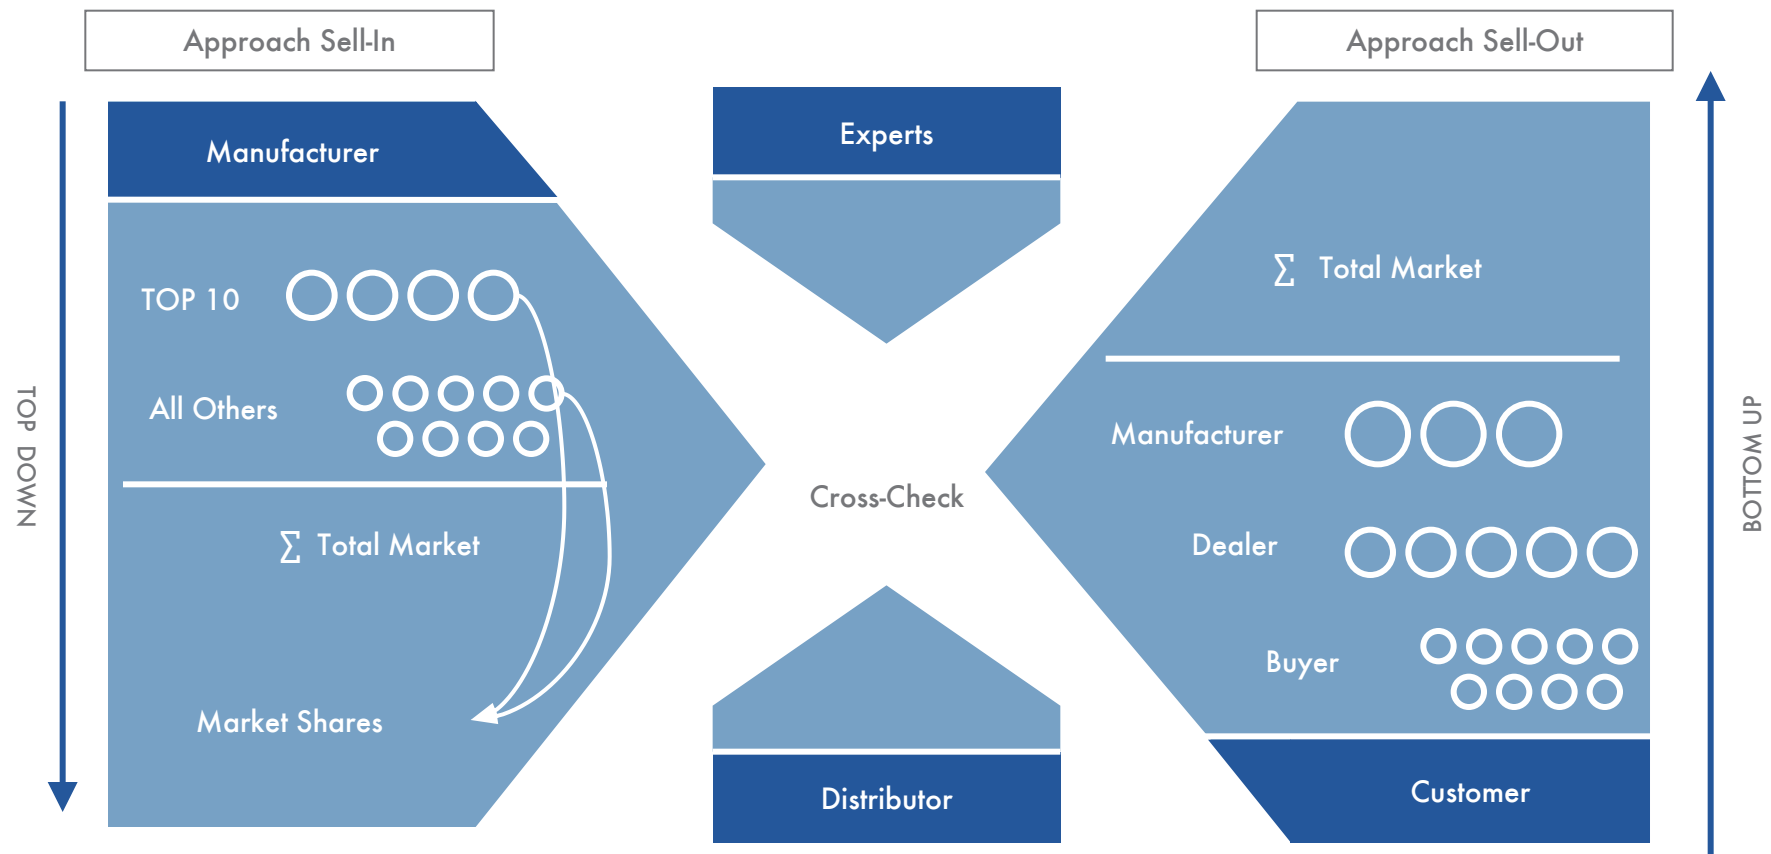 Approach Sell-In
Approach Sell-Out
TOP DOWN
Manufacturer
TOP 10
All Others
∑ Total Market
Market Shares
Experts
Cross-Check
Distributor
∑ Total Market
Manufacturer
Dealer
Buyer
Customer
BOTTOM UP